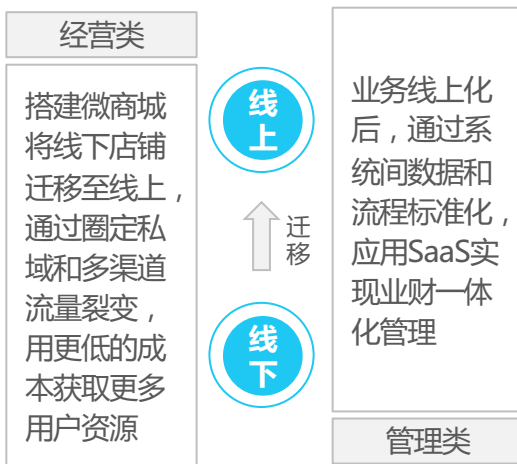 经营类
搭建微商城
将线下店铺
迁移至线上，
通过圈定私
域和多渠道
流量裂变，
用更低的成
本获取更多
用户资源
线
上
迁
移
线
下
业务线上化
后，通过系
统间数据和
流程标准化，
应用SaaS实
现业财一体
化管理
管理类